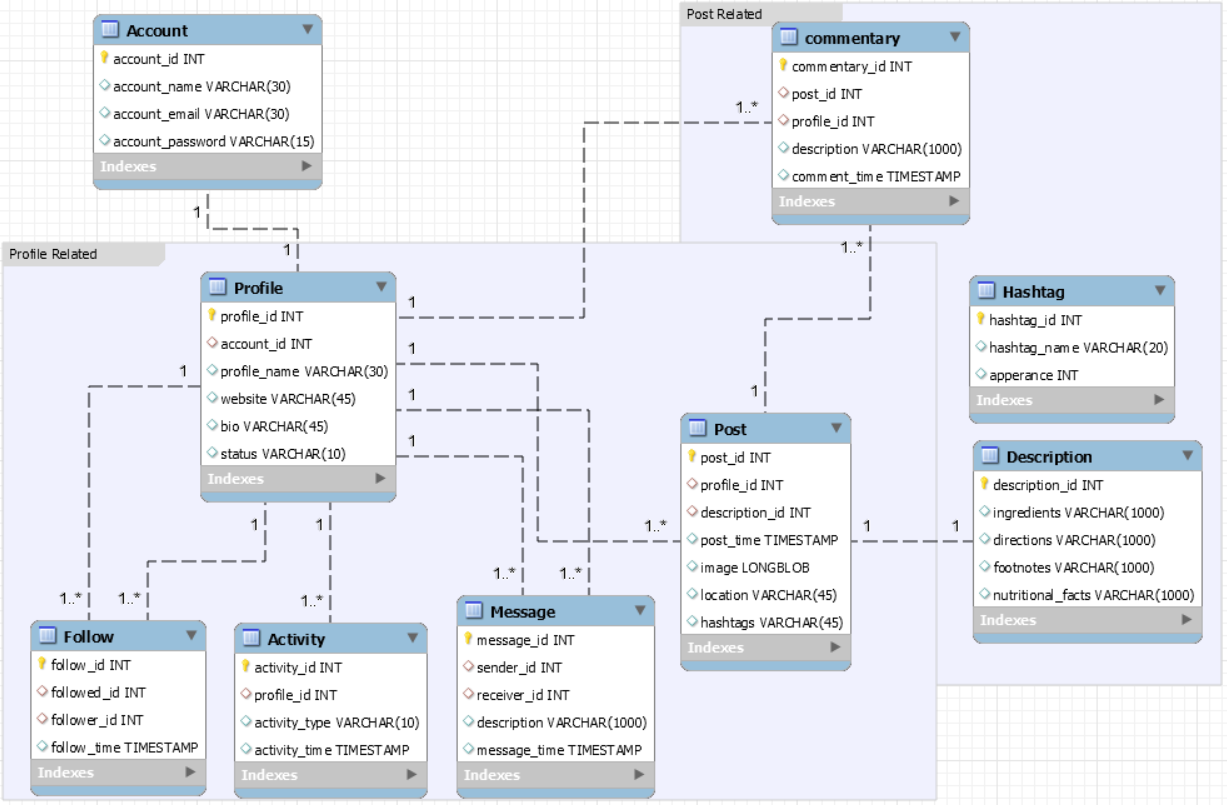 Account
account_id INT
account_name VARCHAR(30)
account_email VARCHAR(30)
account_password VARCHAR(15)
Indexes
1
1
Post Related
commentary
commentary_id INT
post_id INT
profile_id INT
description VARCHAR(1000)
comment_time TIMESTAMP
Indexes
1..*
1..*
Profile Related
Profile
profile_id INT
account_id INT
profile_name VARCHAR(30)
website VARCHAR(45)
bio VARCHAR(45)
status VARCHAR(10)
Indexes
1
1
1
1
1
1
1
Hashtag
hashtag_id INT
hashtag_name VARCHAR(20)
apperance INT
Indexes
1
Post
post_id INT
profile_id INT
description_id INT
post_time TIMESTAMP
image LONGBLOB
location VARCHAR(45)
hashtags VARCHAR(45)
Indexes
1..*
1
1
Description
description_id INT
ingredients VARCHAR(1000)
directions VARCHAR(1000)
footnotes VARCHAR(1000)
nutritional_facts VARCHAR(1000)
Indexes
1..*
1..*
Follow
follow_id INT
followed_id INT
follower_id INT
follow_time TIMESTAMP
Indexes
1..*
Activity
activity_id INT
profile_id INT
activity_type VARCHAR(10)
activity_time TIMESTAMP
Indexes
1..*
1..*
Message
message_id INT
sender_id INT
receiver_id INT
description VARCHAR(1000)
message_time TIMESTAMP
Indexes